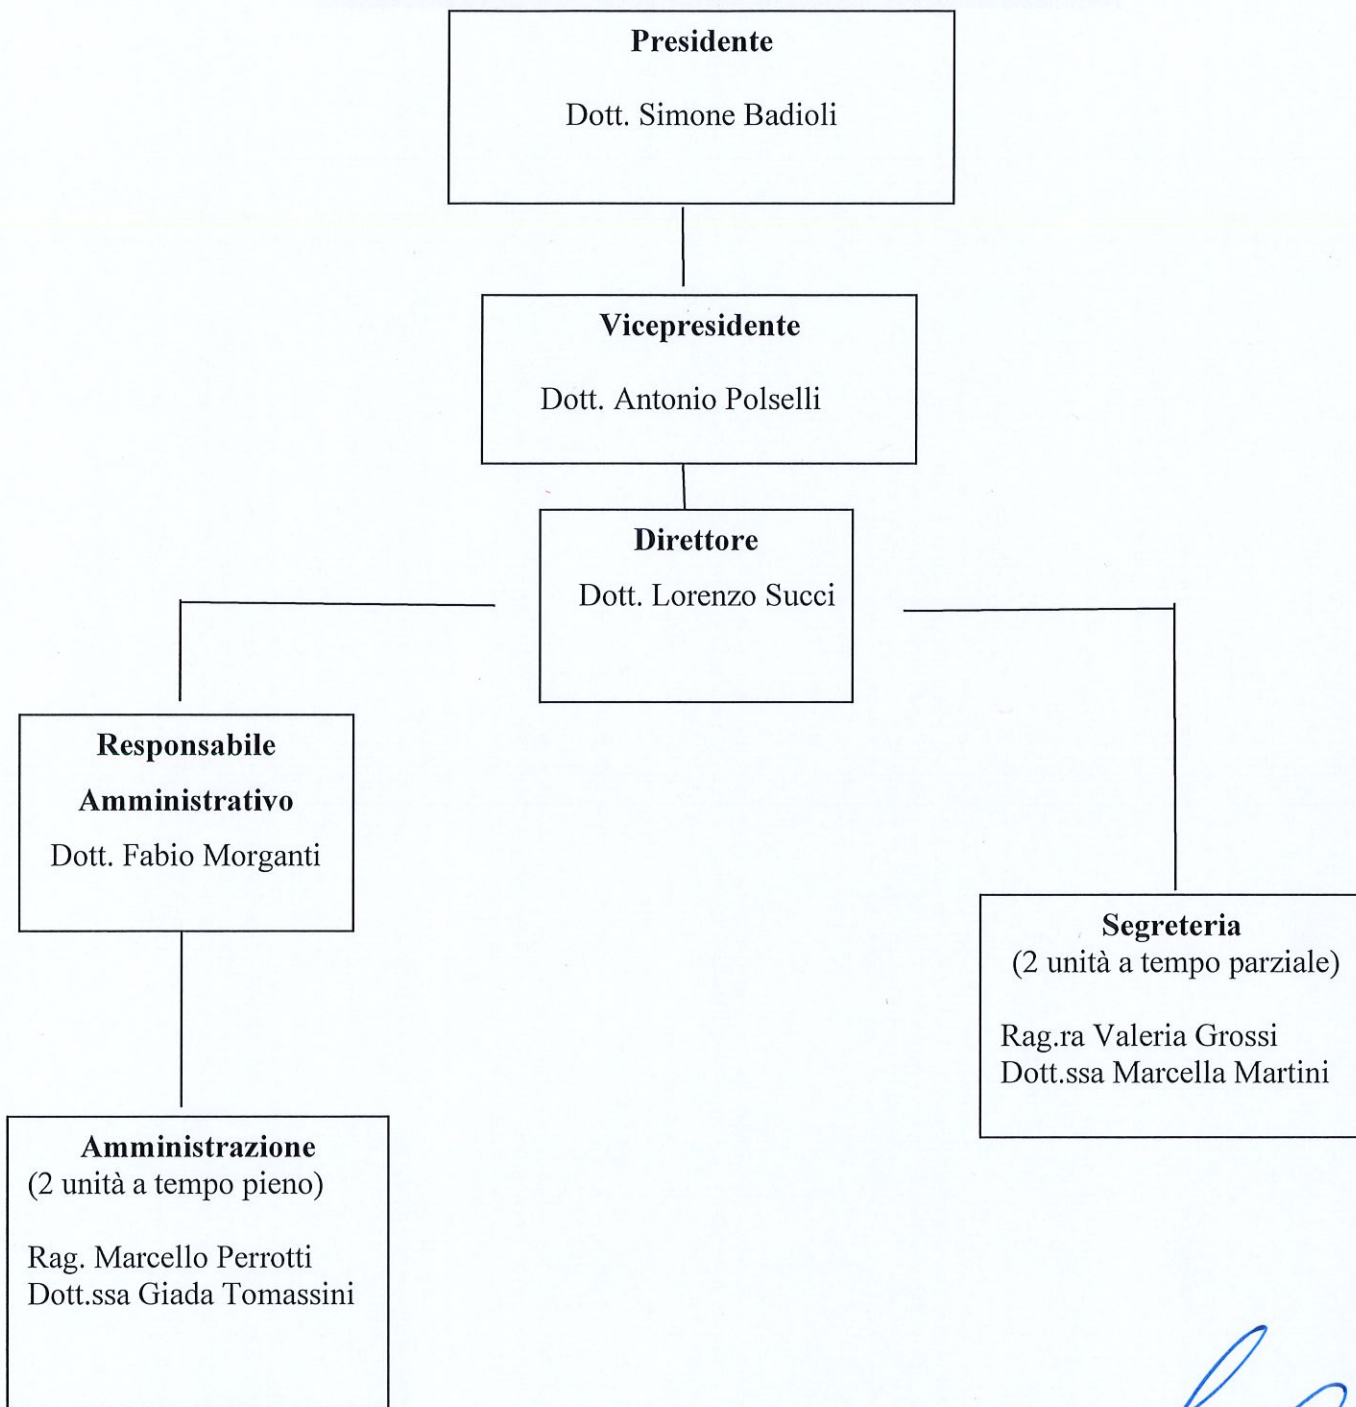 Presidente
Dott. Simone Badioli
Vicepresidente
Dott. Antonio Polselli
Direttore
Dott. Lorenzo Succi
Responsabile
Amministrativo
Dott. Fabio Morganti
Segreteria
(2 unità a tempo parziale)
Rag.ra Valeria Grossi
Dott.ssa Marcella Martini
Amministrazione
(2 unità a tempo pieno)
Rag. Marcello Perrotti
Dott.ssa Giada Tomassini